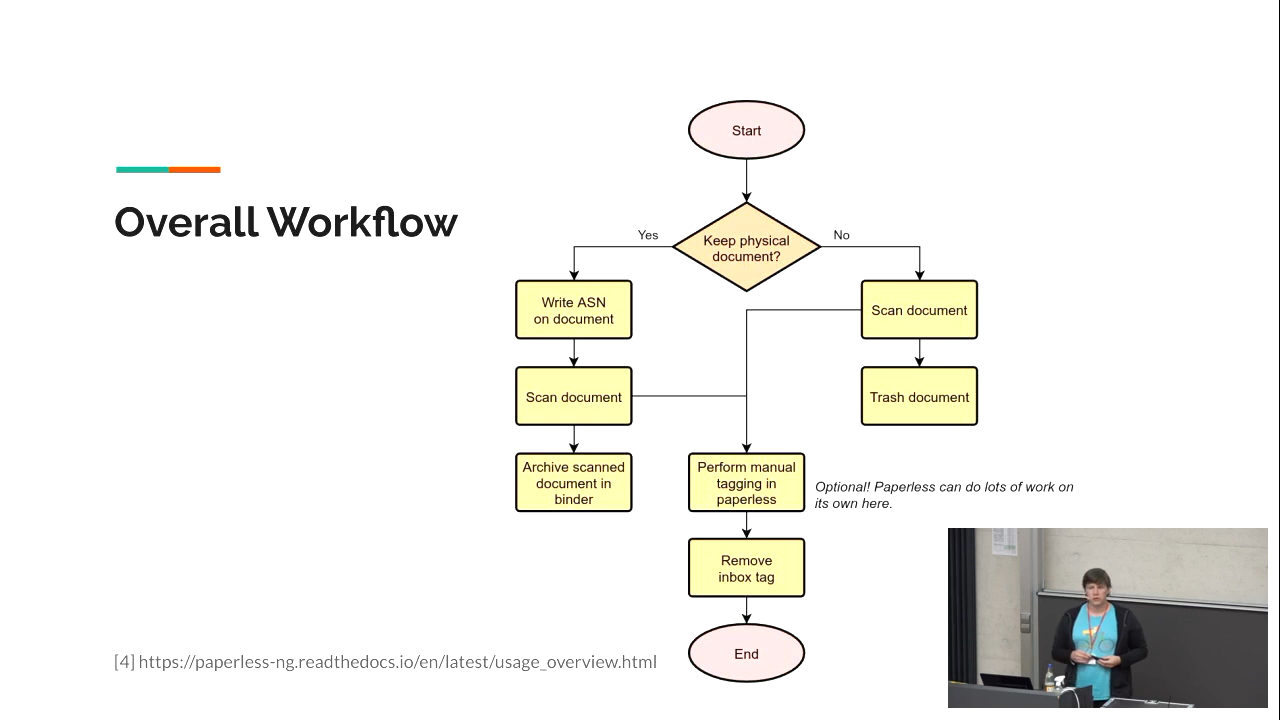 Overall Workflow
Start
Keep physical
document?
Yes
No
Write ASN
on document
Scan document
Scan document
Trash document
Archive scanned
document in
binder
Perform manual
tagging in
paperless
Optional! Paperless can do lots of work on
its own here.
Remove
inbox tag
End
[4] https://paperless-ng.readthedocs.io/en/latest/usage_overview.html